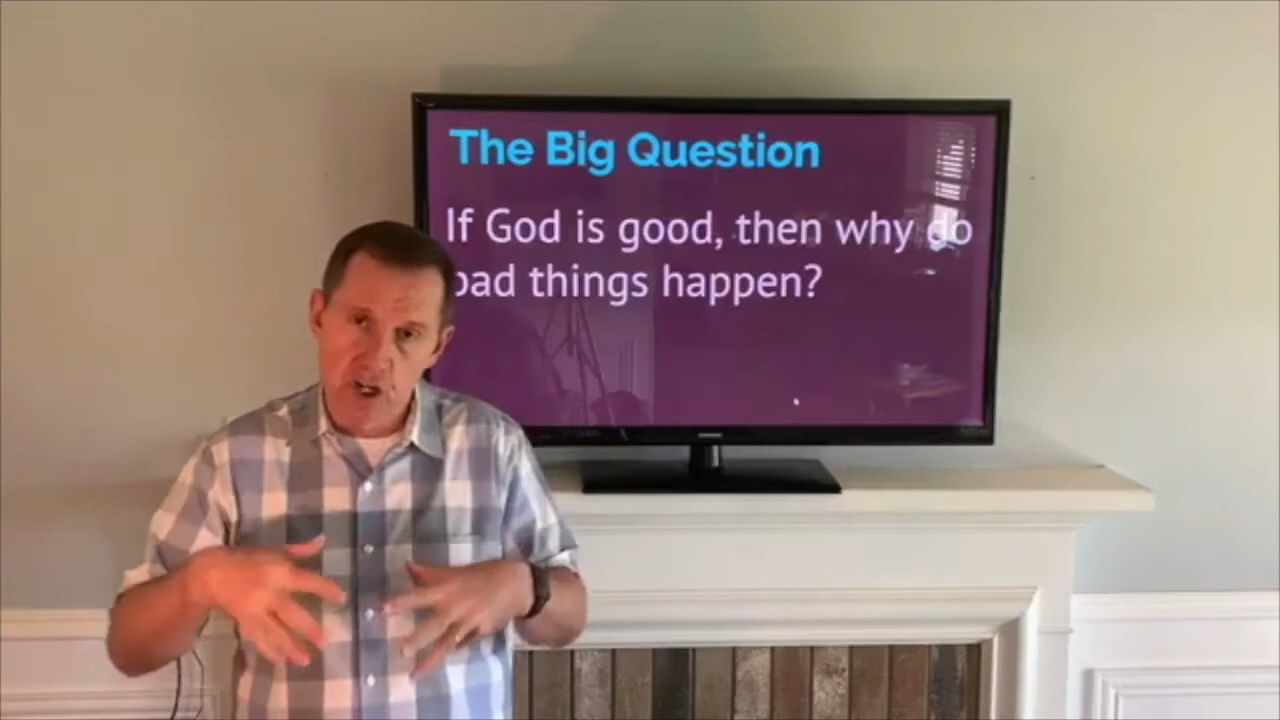 The Big Question
If God is good, then why do
bad things happen?